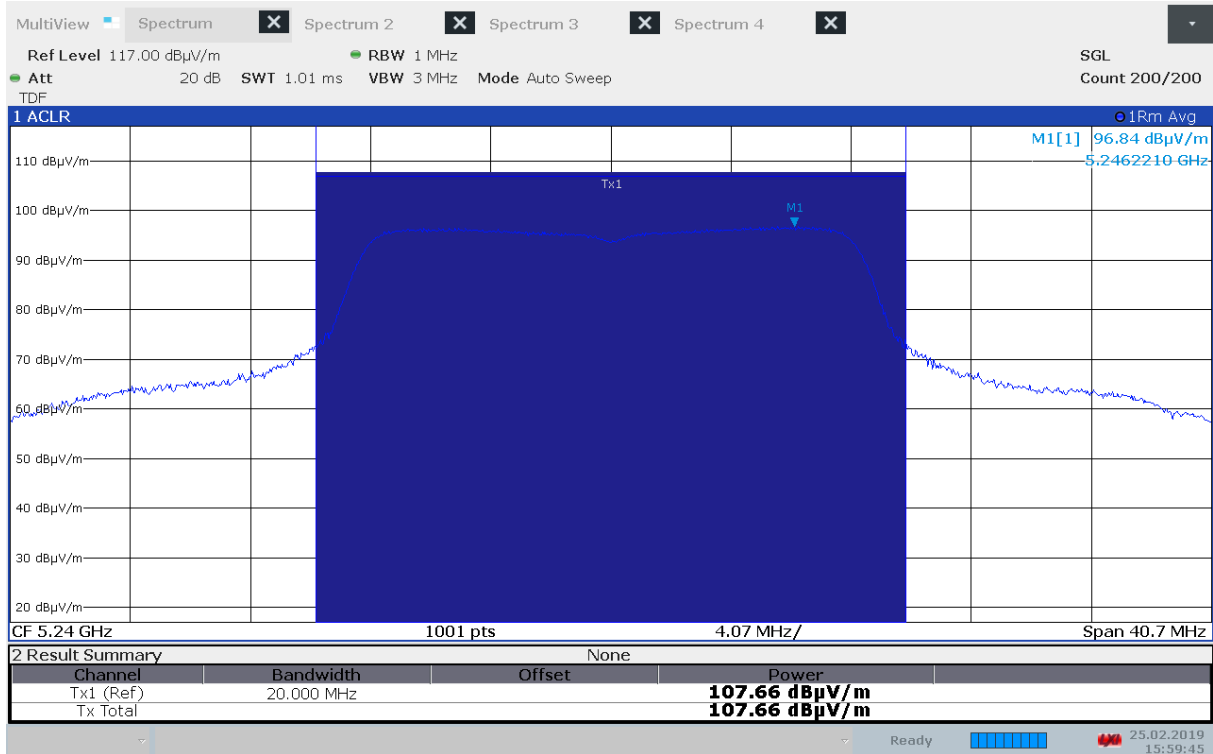 MultiView Spectrum X Spectrum 2 X Spectrum 3 X Spectrum 4 X
Ref Level 117.00 dBµV/m RBW 1 MHz SGL
Att 20 dB SWT 1.01 ms VBW 3 MHz Mode Auto Sweep Count 200/200
TDF
1 ACLR 1Rm Avg
M1[1] 96.84 dBµV/m
5.2462210 GHz
110 dBµV/m
Tx1
100 dBµV/m
M1
90 dBµV/m
80 dBµV/m
70 dBµV/m
60 dBµV/m
50 dBµV/m
40 dBµV/m
30 dBµV/m
20 dBµV/m
CF 5.24 GHz 1001 pts 4.07 MHz/ Span 40.7 MHz
2 Result Summary None
Channel Bandwidth Offset Power
Tx1 (Ref) 20.000 MHz 107.66 dBµV/m
Tx Total 107.66 dBµV/m
Ready 25.02.2019
15:59:45